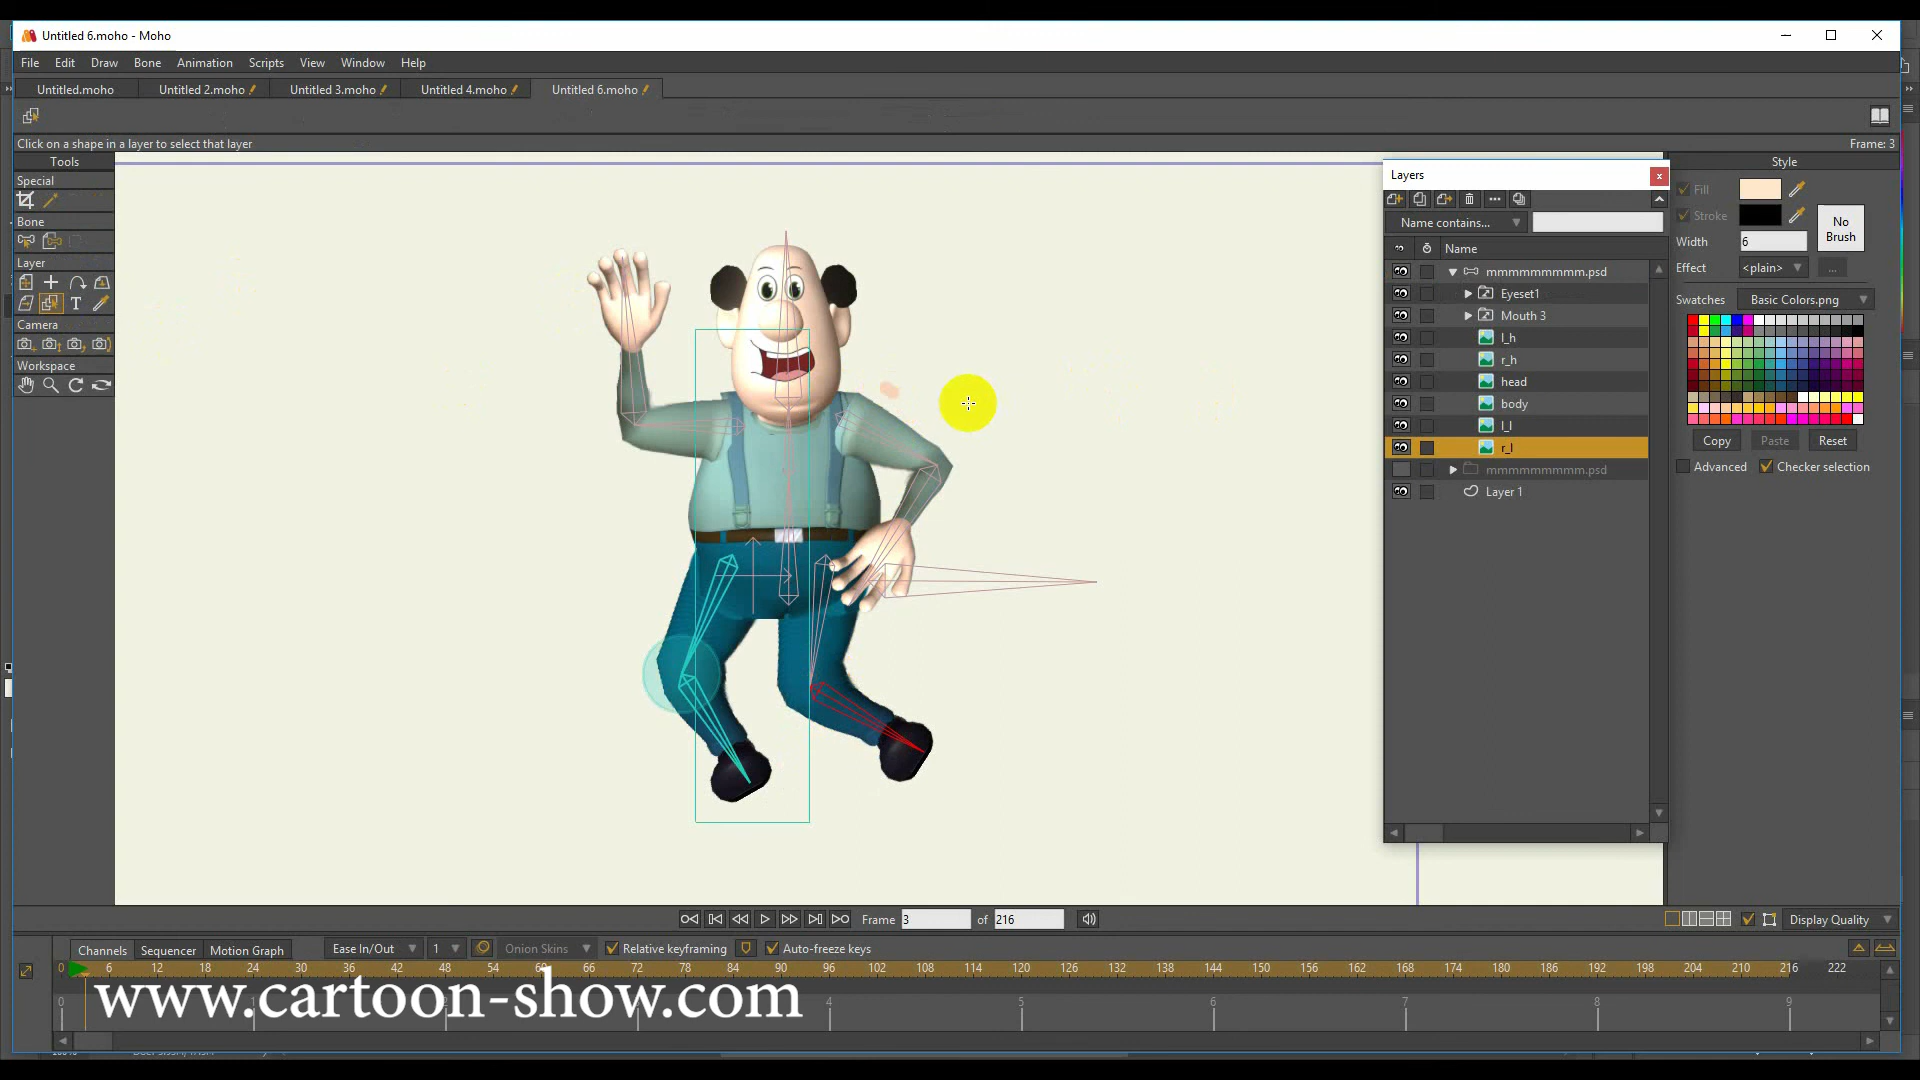 Untitled 6.moho - Moho
File Edit Draw Bone Animation Scripts View Window Help
Untitled.moho Untitled 2.moho Untitled 3.moho Untitled 4.moho Untitled 6.moho
Click on a shape in a layer to select that layer
Frame: 3
Tools
Special
Bone
Layer
Camera
Workspace
Layers
Name contains...
Name
mmmmmmmmm.psd
Eyeset1
Mouth 3
l_h
r_h
head
body
l_l
r_l
mmmmmmmmm.psd
Layer 1
Style
Fill
Stroke
No Brush
Width 6
Effect <plain> ...
Swatches Basic Colors.png
Copy Paste Reset
Advanced Checker selection
Frame 3 of 216
Display Quality
Channels Sequencer Motion Graph Ease In/Out 1 Onion Skins Relative keyframing Auto-freeze keys
0 6 12 18 24 30 36 42 48 54 60 66 72 78 84 90 96 102 108 114 120 126 132 138 144 150 156 162 168 174 180 186 192 198 204 210 216 222
www.cartoon-show.com
0 4 5 6 7 8 9